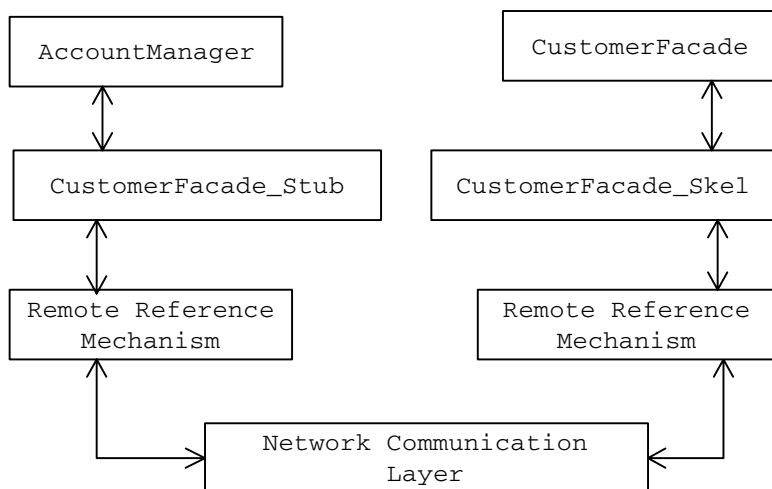 AccountManager
CustomerFacade
CustomerFacade_Stub
CustomerFacade_Skel
Remote Reference
Mechanism
Remote Reference
Mechanism
Network Communication
Layer